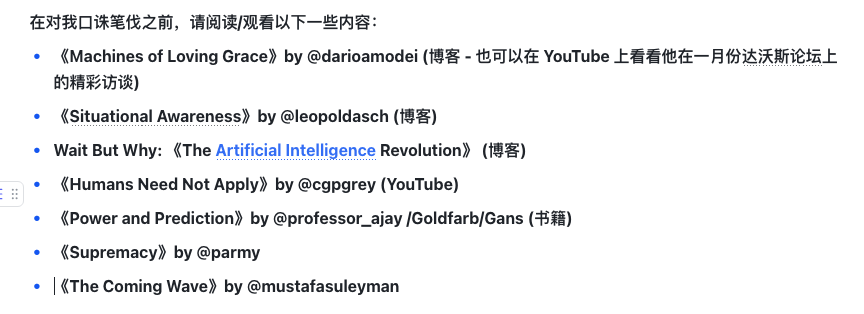 在对我口诛笔伐之前，请阅读/观看以下一些内容：
《Machines of Loving Grace》by @darioamodei (博客 - 也可以在 YouTube 上看看他在一月份达沃斯论坛上
的精彩访谈)
《Situational Awareness》by @leopoldasch (博客)
Wait But Why: 《The Artificial Intelligence Revolution》 (博客)
《Humans Need Not Apply》by @cgpgrey (YouTube)
《Power and Prediction》by @professor_ajay /Goldfarb/Gans (书籍)
《Supremacy》by @parmy
《The Coming Wave》by @mustafasuleyman